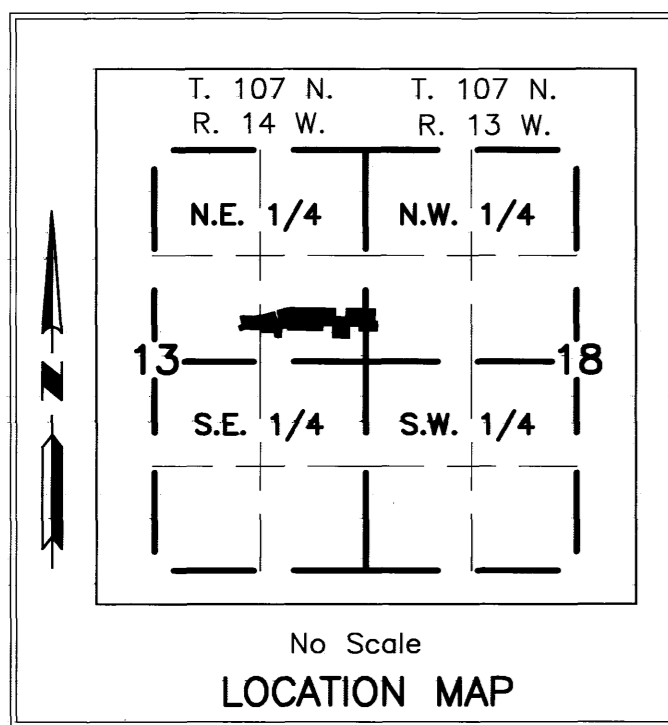 T. 107 N. T. 107 N.
R. 14 W. R. 13 W.
N.E. 1/4 N.W. 1/4
N
13 18
S.E. 1/4 S.W. 1/4
No Scale
LOCATION MAP